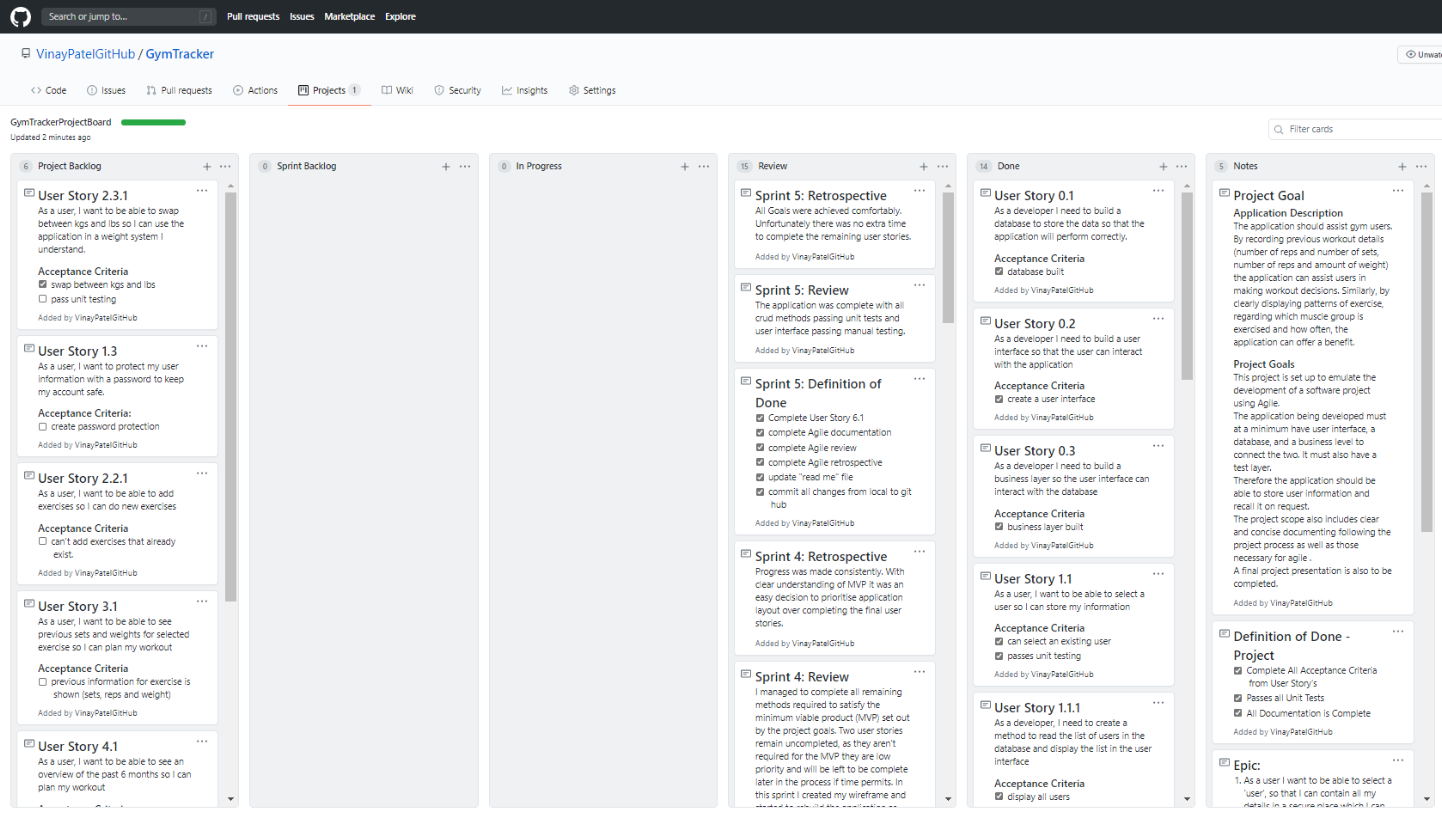 Search or jump to...
/
Pull requests
Issues
Marketplace
Explore
VinayPatelGitHub / GymTracker
Unwatc
Code
Issues
Pull requests
Actions
Projects 1
Wiki
Security
Insights
Settings
GymTrackerProjectBoard
Updated 2 minutes ago
Filter cards
6 Project Backlog
User Story 2.3.1
As a user, I want to be able to swap
between kgs and lbs so I can use the
application in a weight system I
understand.
Acceptance Criteria
swap between kgs and lbs
pass unit testing
Added by VinayPatelGitHub
User Story 1.3
As a user, I want to protect my user
information with a password to keep
my account safe.
Acceptance Criteria:
create password protection
Added by VinayPatelGitHub
User Story 2.2.1
As a user, I want to be able to add
exercises so I can do new exercises
Acceptance Criteria
can't add exercises that already
exist.
Added by VinayPatelGitHub
User Story 3.1
As a user, I want to be able to see
previous sets and weights for selected
exercise so I can plan my workout
Acceptance Criteria
previous information for exercise is
shown (sets, reps and weight)
Added by VinayPatelGitHub
User Story 4.1
As a user, I want to be able to see an
overview of the past 6 months so I can
plan my workout
0 Sprint Backlog
0 In Progress
15 Review
Sprint 5: Retrospective
All Goals were achieved comfortably.
Unfortunately there was no extra time
to complete the remaining user stories.
Added by VinayPatelGitHub
Sprint 5: Review
The application was complete with all
crud methods passing unit tests and
user interface passing manual testing.
Added by VinayPatelGitHub
Sprint 5: Definition of
Done
Complete User Story 6.1
complete Agile documentation
complete Agile review
complete Agile retrospective
update "read me" file
commit all changes from local to git
hub
Added by VinayPatelGitHub
Sprint 4: Retrospective
Progress was made consistently. With
clear understanding of MVP it was an
easy decision to prioritise application
layout over completing the final user
stories.
Added by VinayPatelGitHub
Sprint 4: Review
I managed to complete all remaining
methods required to satisfy the
minimum viable product (MVP) set out
by the project goals. Two user stories
remain uncompleted, as they aren't
required for the MVP they are low
priority and will be left to be complete
later in the process if time permits. In
this sprint I created my wireframe and
started to rebuild the application as
14 Done
User Story 0.1
As a developer I need to build a
database to store the data so that the
application will perform correctly.
Acceptance Criteria
database built
Added by VinayPatelGitHub
User Story 0.2
As a developer I need to build a user
interface so that the user can interact
with the application
Acceptance Criteria
create a user interface
Added by VinayPatelGitHub
User Story 0.3
As a developer I need to build a
business layer so the user interface can
interact with the database
Acceptance Criteria
business layer built
Added by VinayPatelGitHub
User Story 1.1
As a user, I want to be able to select a
user so I can store my information
Acceptance Criteria
can select an existing user
passes unit testing
Added by VinayPatelGitHub
User Story 1.1.1
As a developer, I need to create a
method to read the list of users in the
database and display the list in the user
interface
Acceptance Criteria
display all users
5 Notes
Project Goal
Application Description
The application should assist gym users.
By recording previous workout details
(number of reps and number of sets,
number of reps and amount of weight)
the application can assist users in
making workout decisions. Similarly, by
clearly displaying patterns of exercise,
regarding which muscle group is
exercised and how often, the
application can offer a benefit.
Project Goals
This project is set up to emulate the
development of a software project
using Agile.
The application being developed must
at a minimum have user interface, a
database, and a business level to
connect the two. It must also have a
test layer.
Therefore the application should be
able to store user information and
recall it on request.
The project scope also includes clear
and concise documenting following the
project process as well as those
necessary for agile .
A final project presentation is also to be
completed.
Added by VinayPatelGitHub
Definition of Done -
Project
Complete All Acceptance Criteria
from User Story's
Passes all Unit Tests
All Documentation is Complete
Added by VinayPatelGitHub
Epic:
1. As a user I want to be able to select a
'user', so that I can contain all my
details in a secure place which I can